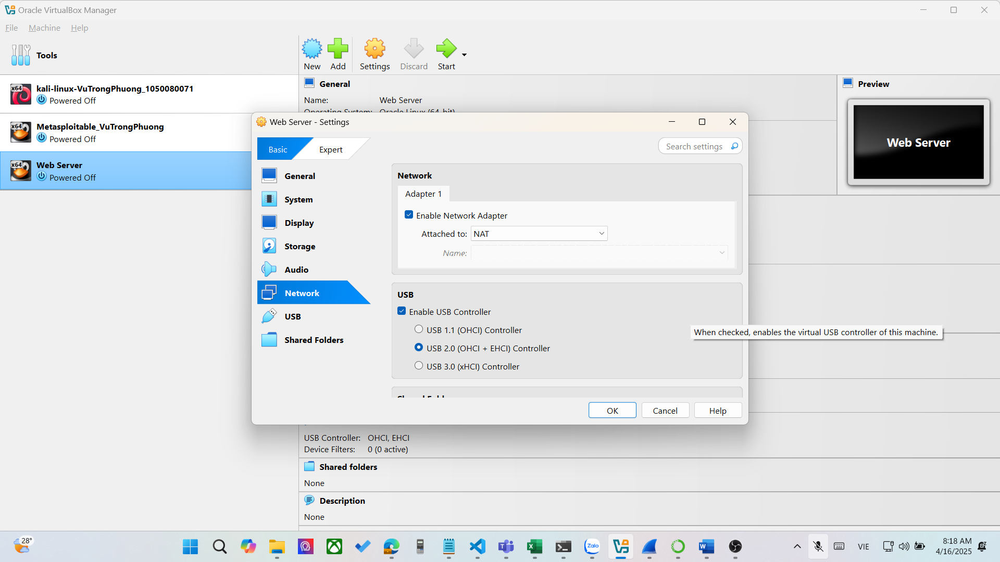 Oracle VirtualBox Manager
File Machine Help
Tools
New Add Settings Discard Start
x64 kali-linux-VuTrongPhuong_1050080071
Powered Off
x64 Metasploitable_VuTrongPhuong
Powered Off
x64 Web Server
Powered Off
General
Name: Web Server
Operating System: Oracle Linux (64-bit)
Preview
Web Server
Web Server - Settings
Basic Expert
Search settings
General
System
Display
Storage
Audio
Network
USB
Shared Folders
Network
Adapter 1
Enable Network Adapter
Attached to: NAT
Name:
USB
Enable USB Controller
USB 1.1 (OHCI) Controller
USB 2.0 (OHCI + EHCI) Controller
USB 3.0 (xHCI) Controller
When checked, enables the virtual USB controller of this machine.
OK Cancel Help
USB Controller: OHCI, EHCI
Device Filters: 0 (0 active)
Shared folders
None
Description
None
28°
Zalo
VIE
8:18 AM
4/16/2025